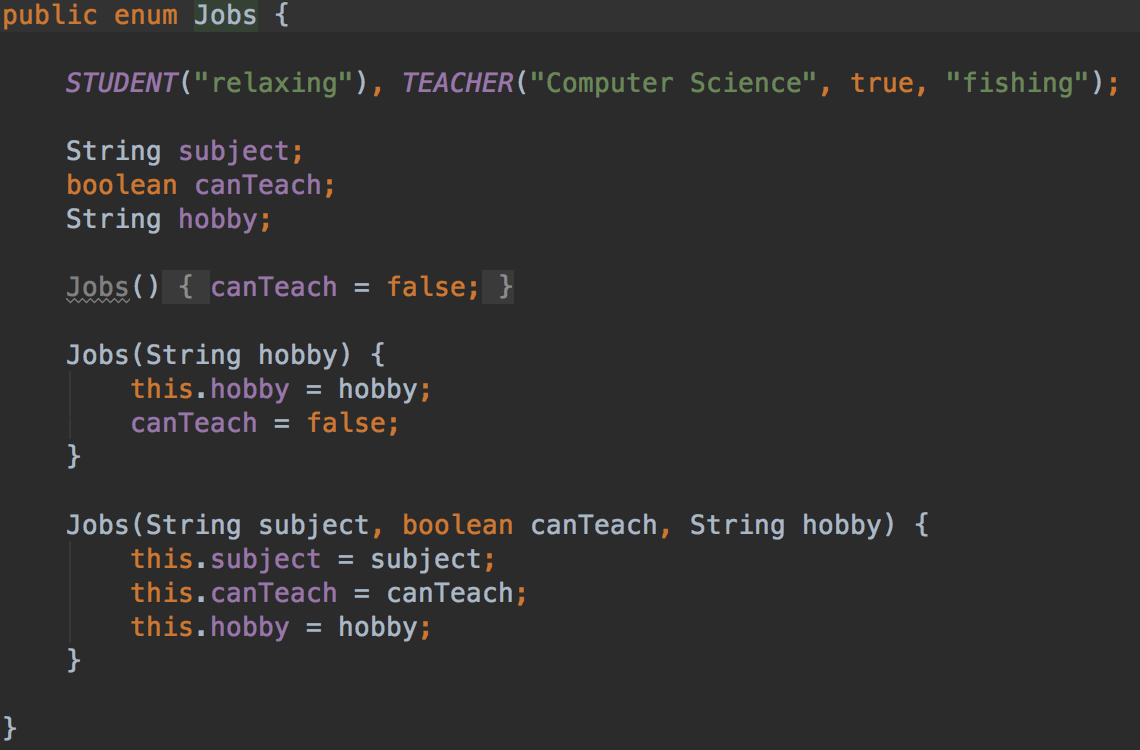 public enum Jobs {
STUDENT("relaxing"), TEACHER("Computer Science", true, "fishing");
String subject;
boolean canTeach;
String hobby;
Jobs() { canTeach = false; }
Jobs(String hobby) {
this.hobby = hobby;
canTeach = false;
}
Jobs(String subject, boolean canTeach, String hobby) {
this.subject = subject;
this.canTeach = canTeach;
this.hobby = hobby;
}
}